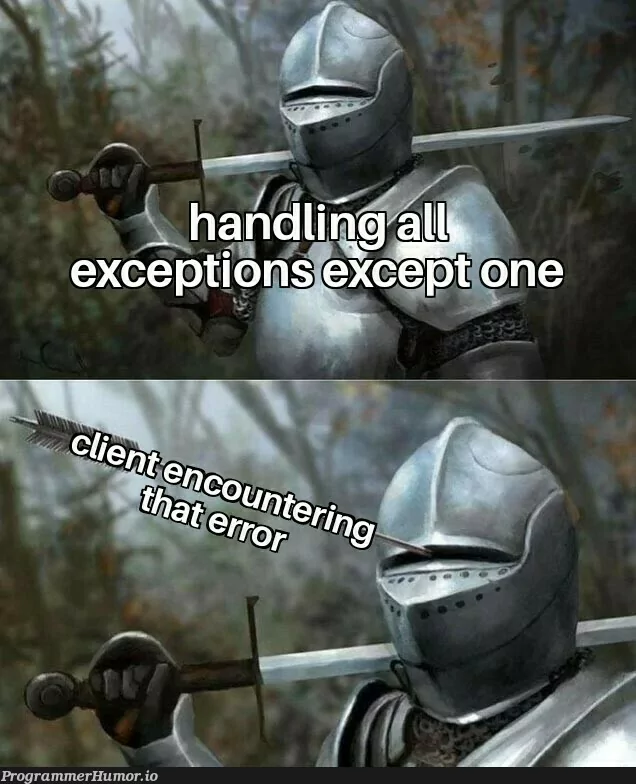 handling all
exceptions except one
client encountering
that error
ProgrammerHumor.io